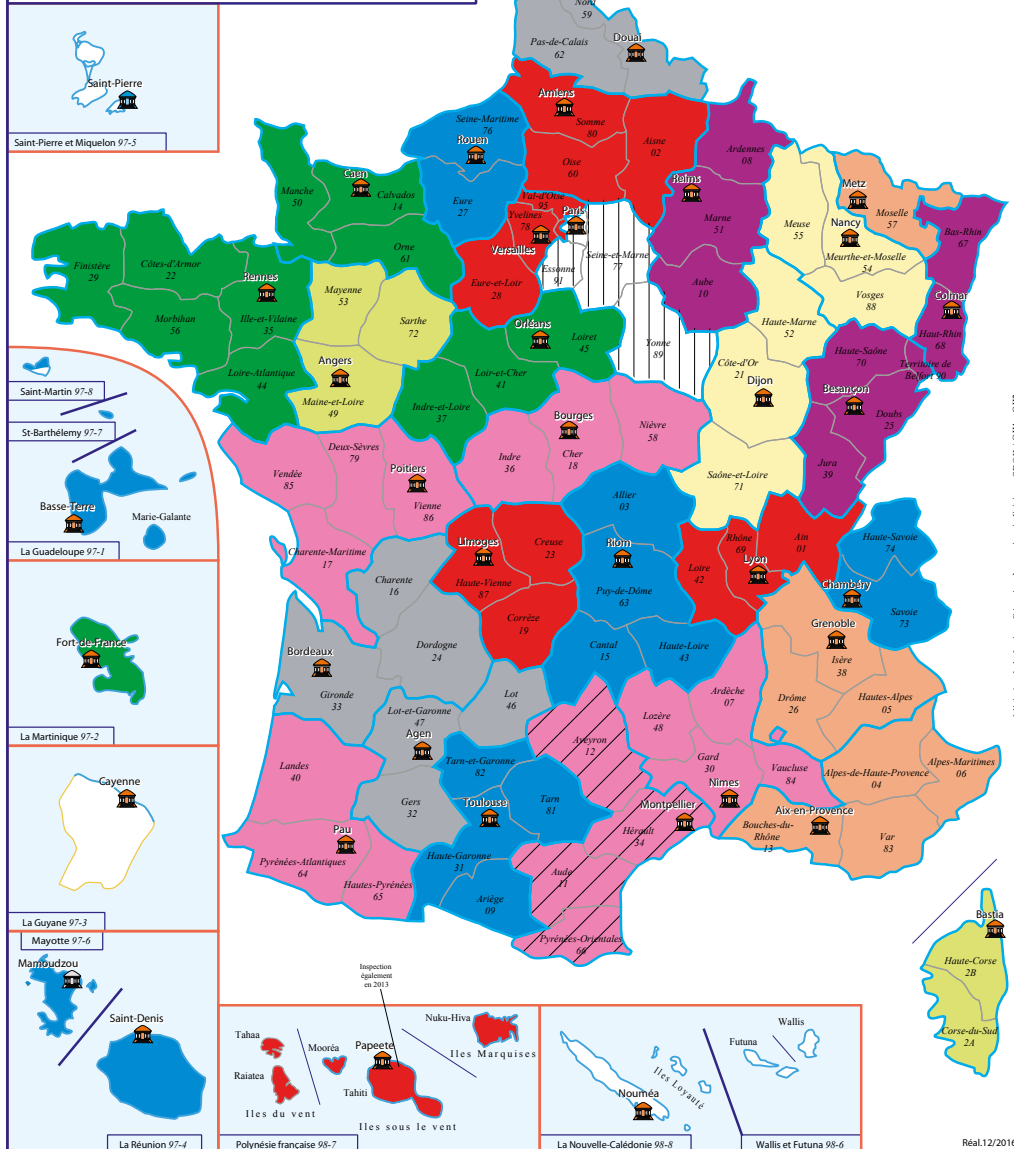 Nord
59
Pas-de-Calais
62
Douai
Saint-Pierre
Saint-Pierre et Miquelon 97-5
Amiens
Somme
80
Aisne
02
Ardennes
08
Seine-Maritime
76
Rouen
Oise
60
Reims
Metz
Moselle
57
Caen
Manche
50
Calvados
14
Eure
27
Val-d'Oise
95
Yvelines
78
Paris
Versailles
Marne
51
Meuse
55
Nancy
Meurthe-et-Moselle
54
Bas-Rhin
67
Orne
61
Essonne
91
Seine-et-Marne
77
Finistère
29
Côtes-d'Armor
22
Rennes
Mayenne
53
Eure-et-Loir
28
Aube
10
Vosges
88
Colmar
Haut-Rhin
68
Morbihan
56
Ille-et-Vilaine
35
Sarthe
72
Orléans
Loiret
45
Yonne
89
Haute-Marne
52
Haute-Saône
70
Territoire de
Belfort 90
Loire-Atlantique
44
Angers
Maine-et-Loire
49
Loir-et-Cher
41
Indre-et-Loire
37
Côte-d'Or
21
Dijon
Besançon
Doubs
25
Saint-Martin 97-8
St-Barthélemy 97-7
Bourges
Cher
18
Nièvre
58
Deux-Sèvres
79
Vendée
85
Poitiers
Vienne
86
Indre
36
Saône-et-Loire
71
Jura
39
Basse-Terre
Marie-Galante
La Guadeloupe 97-1
Allier
03
Charente-Maritime
17
Limoges
Haute-Vienne
87
Creuse
23
Riom
Puy-de-Dôme
63
Loire
42
Rhône
69
Lyon
Ain
01
Haute-Savoie
74
Chambéry
Savoie
73
Charente
16
Corrèze
19
Fort-de-France
La Martinique 97-2
Bordeaux
Gironde
33
Dordogne
24
Cantal
15
Haute-Loire
43
Grenoble
Isère
38
Lot
46
Lot-et-Garonne
47
Agen
Ardèche
07
Drôme
26
Hautes-Alpes
05
Lozère
48
Aveyron
12
Landes
40
Tarn-et-Garonne
82
Gard
30
Nîmes
Vaucluse
84
Alpes-de-Haute-Provence
04
Alpes-Maritimes
06
Cayenne
La Guyane 97-3
Gers
32
Toulouse
Tarn
81
Montpellier
Hérault
34
Aix-en-Provence
Bouches-du-
Rhône
13
Var
83
Pau
Pyrénées-Atlantiques
64
Hautes-Pyrénées
65
Haute-Garonne
31
Ariège
09
Aude
11
Pyrénées-Orientales
66
Bastia
Haute-Corse
2B
Corse-du-Sud
2A
Mayotte 97-6
Mamoudzou
Saint-Denis
La Réunion 97-4
Inspection
également
en 2013
Tahaa
Raiatea
Mooréa
Papeete
Tahiti
Nuku-Hiva
Iles Marquises
Iles du vent
Iles sous le vent
Polynésie française 98-7
Iles Loyauté
Nouméa
La Nouvelle-Calédonie 98-8
Wallis
Futuna
Wallis et Futuna 98-6
Réal.12/2016